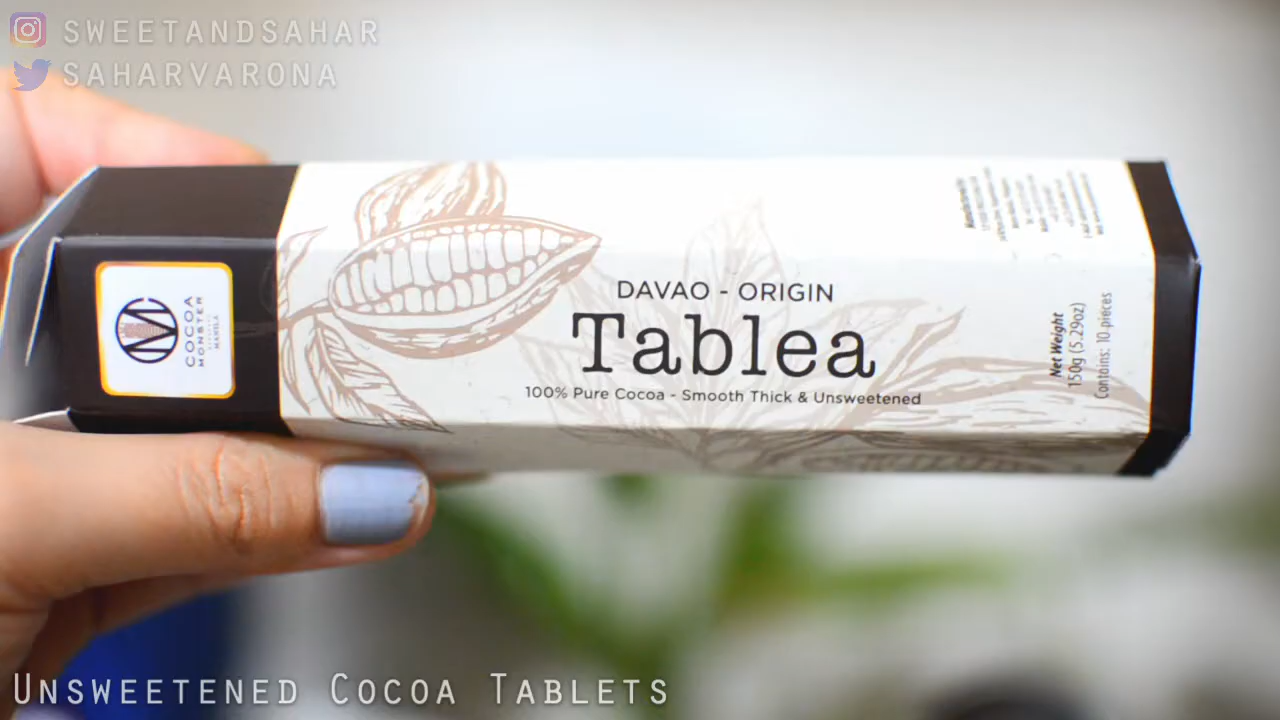 SWEETANDSAHAR
SAHARVARONA
COCOA
MONSTER
MANILA
DAVAO - ORIGIN
Tablea
100% Pure Cocoa - Smooth Thick & Unsweetened
Net Weight
150g (5.29oz)
Contains: 10 pieces
Unsweetened Cocoa Tablets